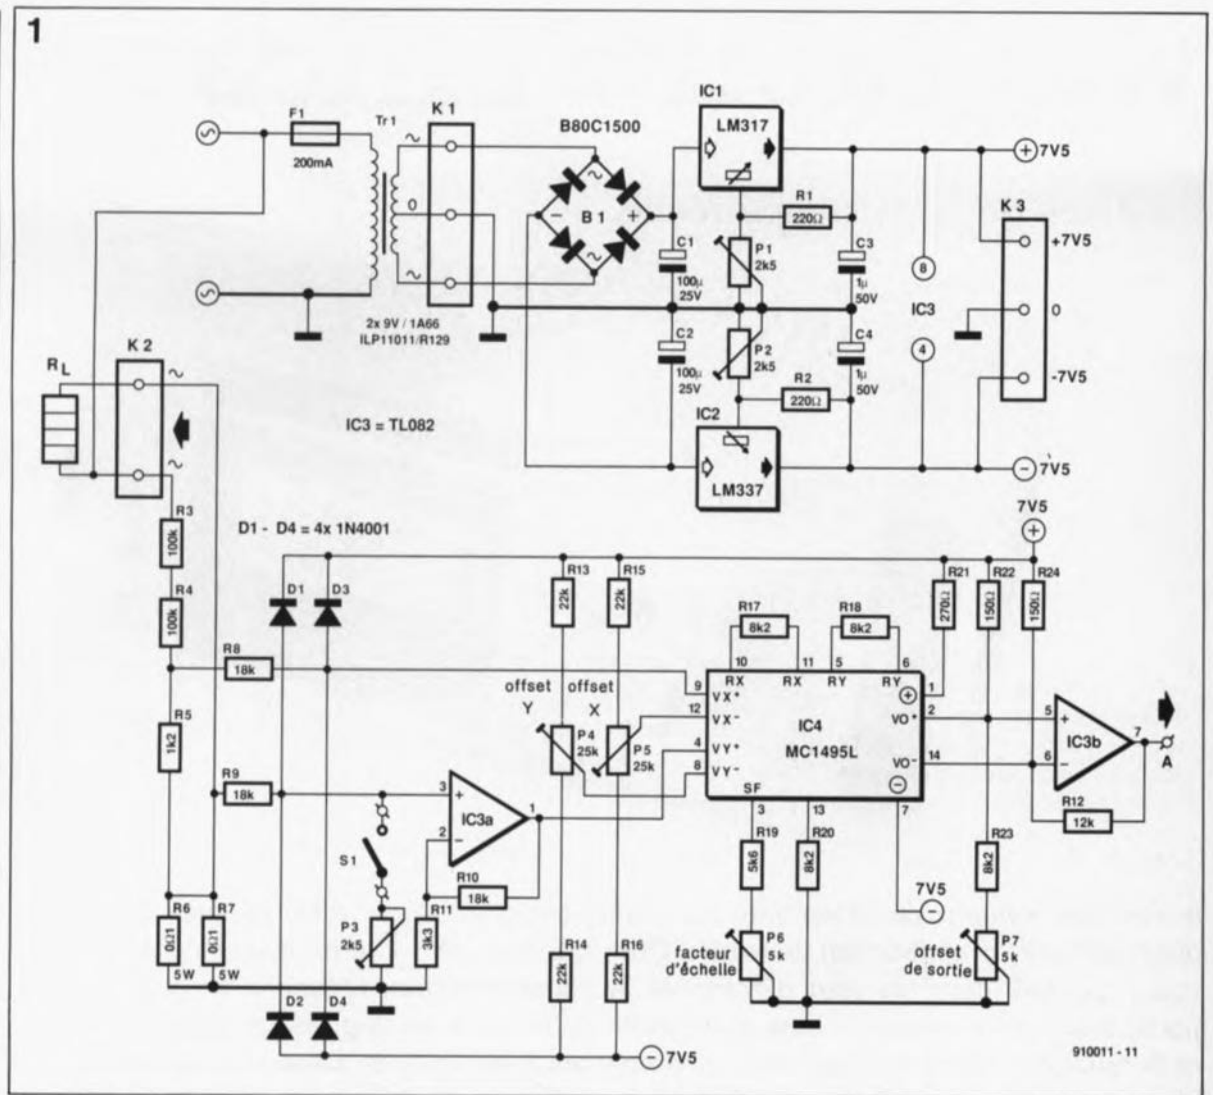 1
F1
200mA
Tr1
K1
0
2x 9V / 1A66
ILP11011/R129
B80C1500
B1
IC1
LM317
R1
220Ω
C1
100µ
25V
P1
2k5
C3
1µ
50V
C2
100µ
25V
P2
2k5
C4
1µ
50V
R2
220Ω
IC2
LM337
8
IC3
4
7V5
K3
+7V5
0
-7V5
7V5
RL
K2
IC3 = TL082
R3
100k
R4
100k
D1 - D4 = 4x 1N4001
D1
D3
R8
18k
R5
1k2
R9
18k
R6
0Ω1
5W
R7
0Ω1
5W
D2
D4
S1
P3
2k5
3
2
1
IC3a
R10
18k
R11
3k3
R13
22k
R15
22k
offset
Y
offset
X
P4
25k
P5
25k
R14
22k
R16
22k
7V5
R17
8k2
R18
8k2
10
11
5
6
RX
RX
RY
RY
9
VX+
12
VX-
4
VY+
8
VY-
IC4
MC1495L
1
2
VO+
14
VO-
SF
3
13
7
R19
5k6
R20
8k2
P6
5k
facteur
d'échelle
7V5
R21
270Ω
R22
150Ω
R24
150Ω
7V5
R23
8k2
P7
5k
offset
de sortie
5
6
7
IC3b
A
R12
12k
910011 - 11